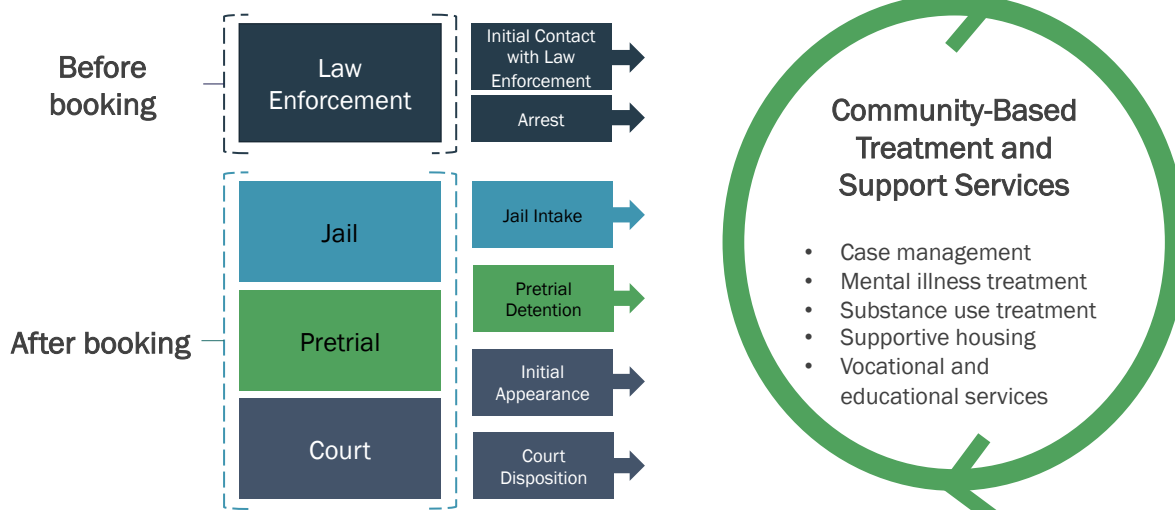 Before
booking
Law
Enforcement
Initial Contact
with Law
Enforcement
Arrest
After booking
Jail
Pretrial
Court
Jail Intake
Pretrial
Detention
Initial
Appearance
Court
Disposition
Community-Based
Treatment and
Support Services
• Case management
• Mental illness treatment
• Substance use treatment
• Supportive housing
• Vocational and
educational services